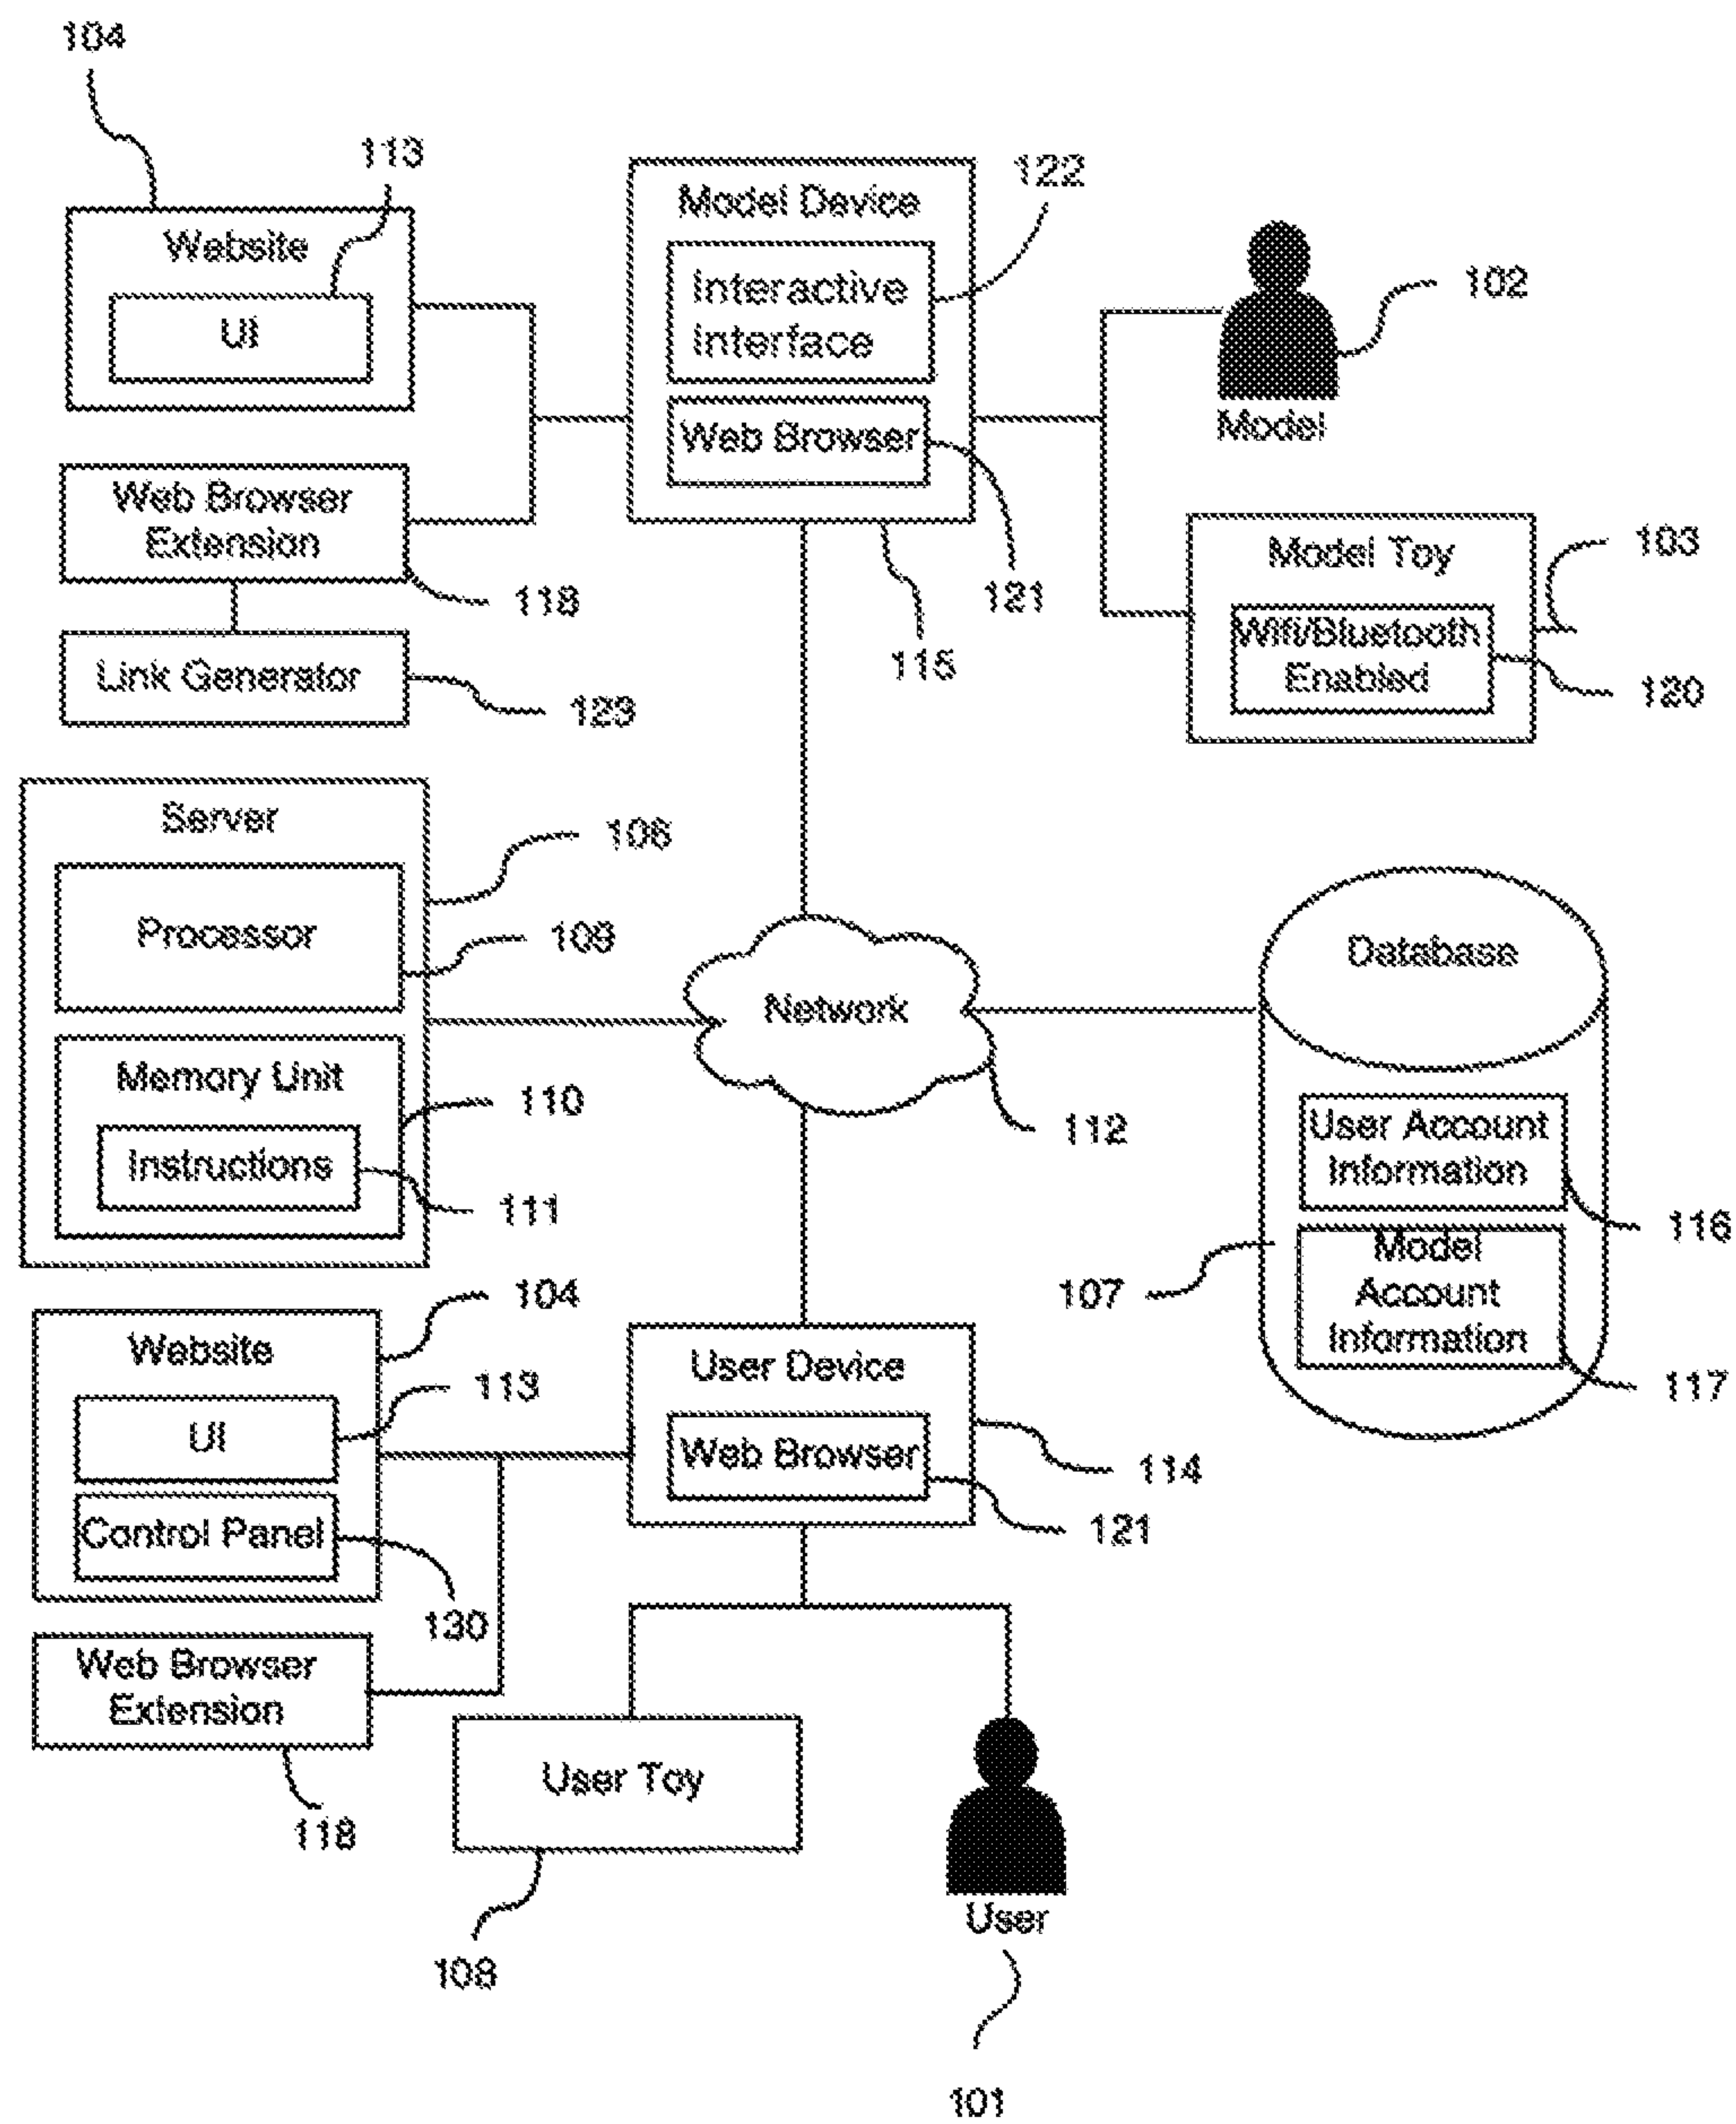 104
113
Website
UI
Model Device
Interactive
Interface
Web Browser
122
102
Model
Web Browser
Extension
118
Link Generator
123
121
115
Model Toy
Wifi/Bluetooth
Enabled
103
120
Server
106
Processor
109
Memory Unit
110
Instructions
111
Network
112
Database
User Account
Information
116
107
Model
Account
Information
117
104
Website
113
UI
Control Panel
130
User Device
Web Browser
114
121
Web Browser
Extension
118
User Toy
108
User
101